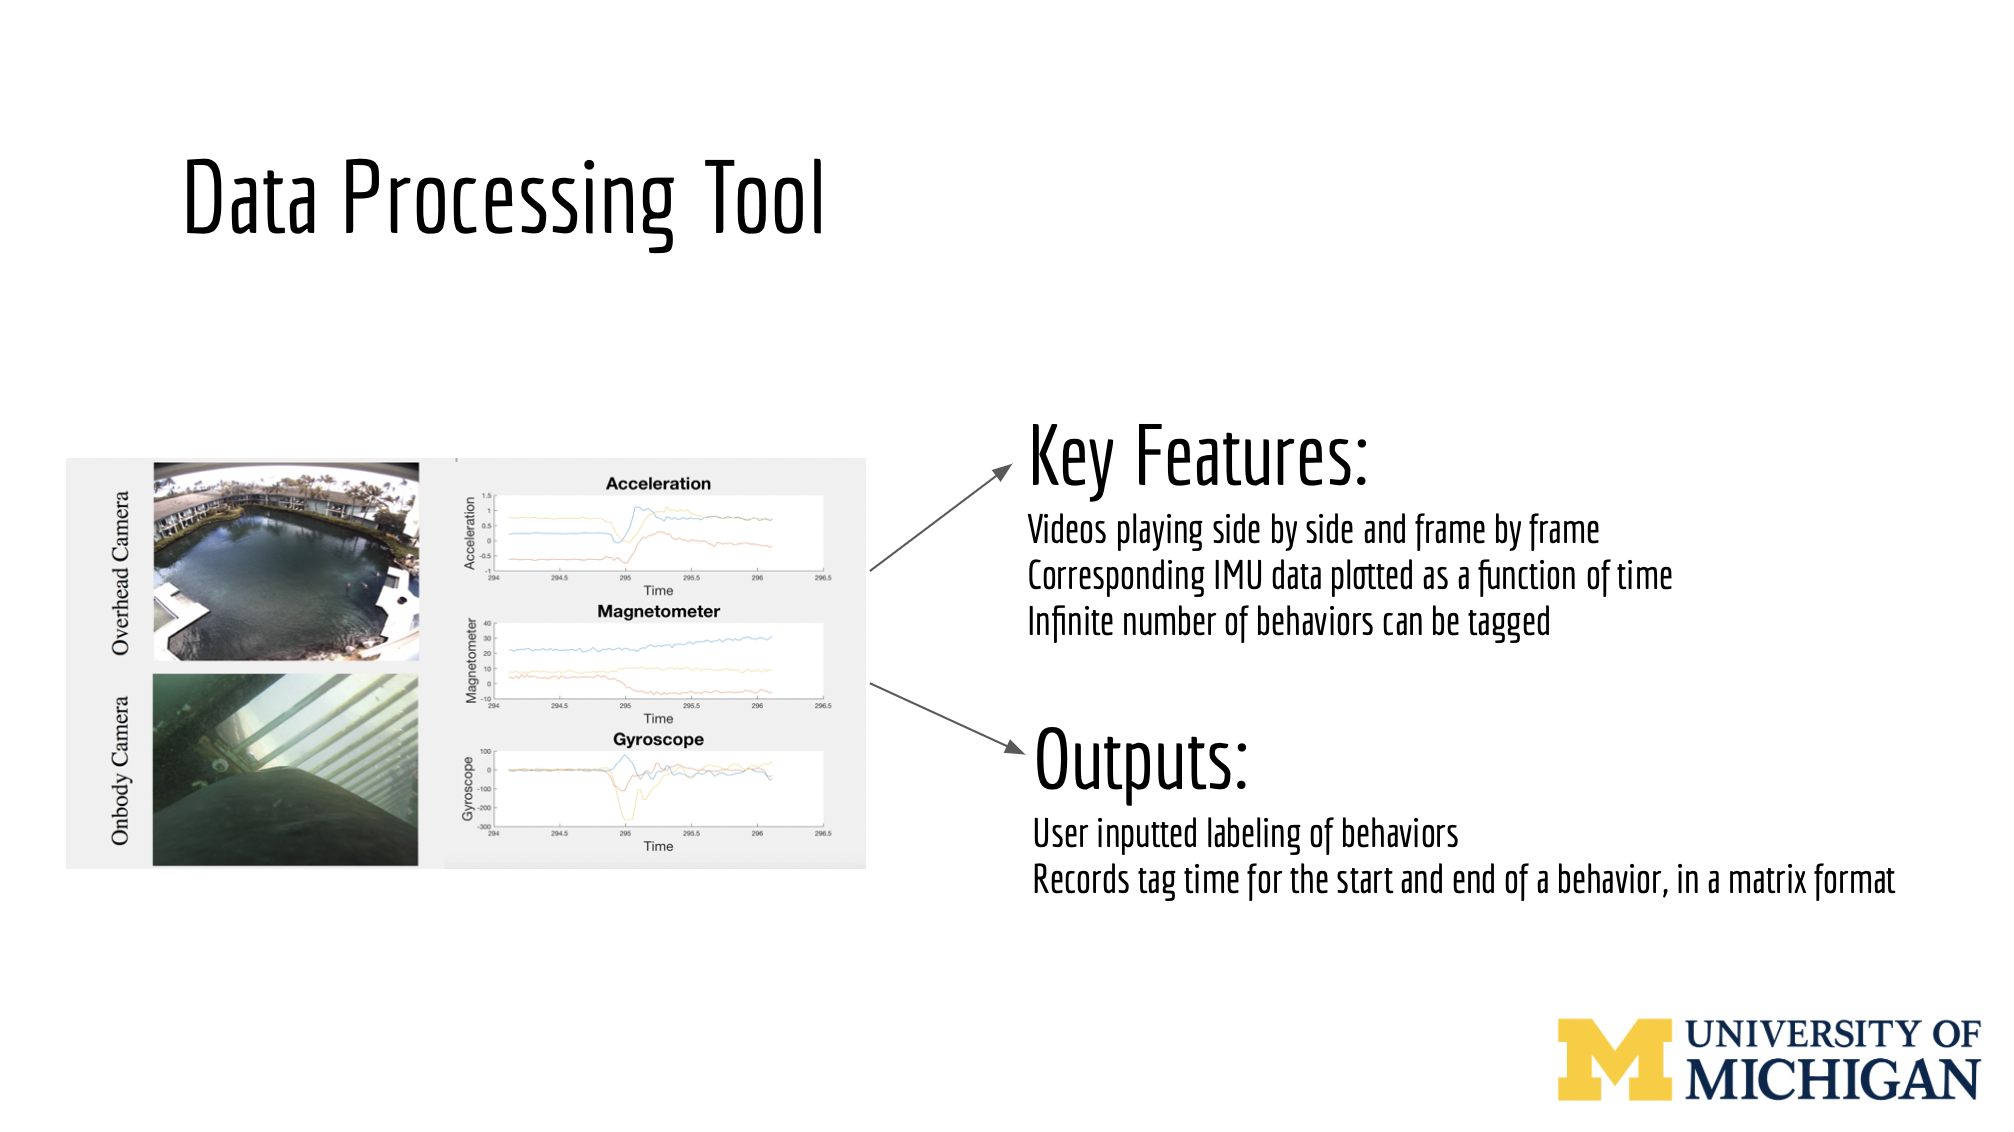 Data Processing Tool
Overhead Camera
Onbody Camera
Acceleration
Acceleration
1.5
1
0.5
0
-0.5
-1
294
294.5
295
295.5
296
296.5
Time
Magnetometer
Magnetometer
40
30
20
10
0
-10
294
294.5
295
295.5
296
296.5
Time
Gyroscope
Gyroscope
100
0
-100
-200
-300
294
294.5
295
295.5
296
296.5
Time
Key Features:
Videos playing side by side and frame by frame
Corresponding IMU data plotted as a function of time
Infinite number of behaviors can be tagged
Outputs:
User inputted labeling of behaviors
Records tag time for the start and end of a behavior, in a matrix format
M UNIVERSITY OF
MICHIGAN